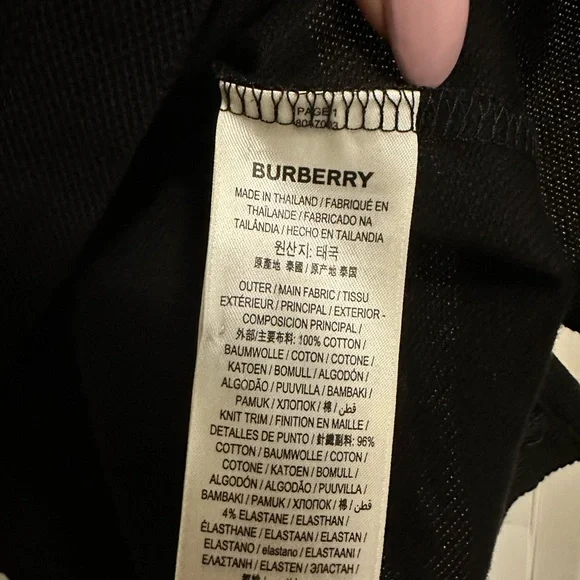 PAGE 1
BURBERRY
MADE IN THAILAND / FABRIQUÉ EN
THAÏLANDE / FABRICADO NA
TAILÂNDIA / HECHO EN TAILANDIA
원산지: 태국
原產地 泰國 / 原产地 泰国
OUTER / MAIN FABRIC / TISSU
EXTÉRIEUR / PRINCIPAL / EXTERIOR -
COMPOSICION PRINCIPAL /
外部/主要布料: 100% COTTON /
BAUMWOLLE / COTON / COTONE /
KATOEN / BOMULL / ALGODÓN /
ALGODÃO / PUUVILLA / BAMBAKI /
PAMUK / ХЛОПОК / 棉 / قطن /
KNIT TRIM / FINITION EN MAILLE /
DETALLES DE PUNTO / 針織副料: 96%
COTTON / BAUMWOLLE / COTON /
COTONE / KATOEN / BOMULL /
ALGODÓN / ALGODÃO / PUUVILLA /
BAMBAKI / PAMUK / ХЛОПОК / 棉 / قطن /
4% ELASTANE / ELASTHAN /
ÉLASTHANE / ELASTAAN / ELASTAN /
ELASTANO / elastano / ELASTAANI /
ΕΛΑΣΤΑΝΗ / ELASTEN / ЭЛАСТАН /